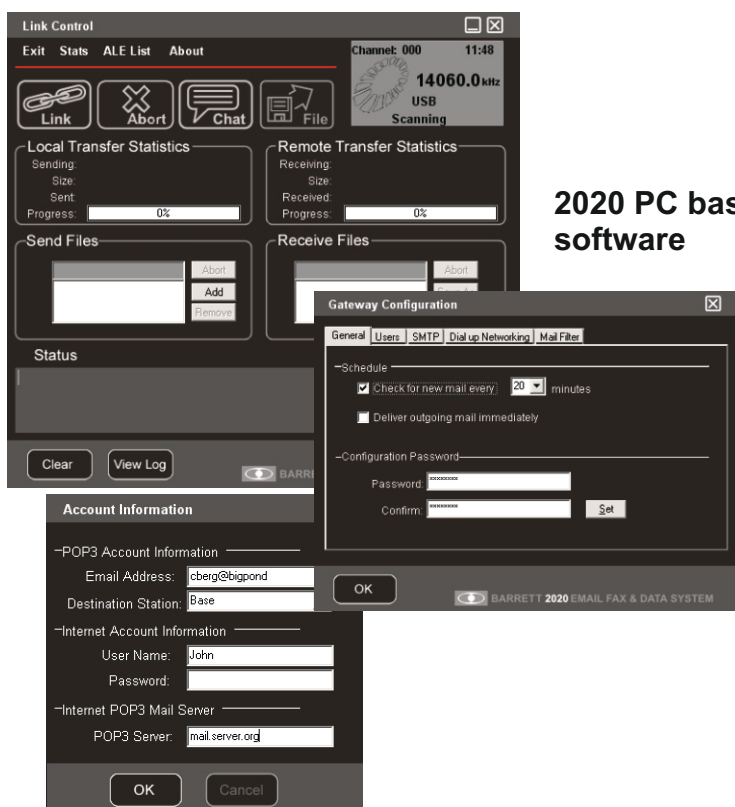 Link Control
Exit Stats ALE List About
Channel: 000 11:48
14060.0 kHz
USB
Scanning
Link Abort Chat File
Local Transfer Statistics
Sending:
Size:
Sent:
Progress: 0%
Remote Transfer Statistics
Receiving:
Size:
Received:
Progress: 0%
Send Files
Abort
Add
Remove
Receive Files
Abort
Status
Clear View Log
2020 PC
software
Gateway Configuration
General Users SMTP Dial up Networking Mail Filter
Schedule
Check for new mail every 20 minutes
Deliver outgoing mail immediately
Configuration Password
Password: ********
Confirm: ********
Set
OK
BARRETT 2020 EMAIL FAX & DATA SYSTEM
Account Information
POP3 Account Information
Email Address: cberg@bigpond
Destination Station: Base
Internet Account Information
User Name: John
Password:
Internet POP3 Mail Server
POP3 Server: mail.server.org
OK Cancel